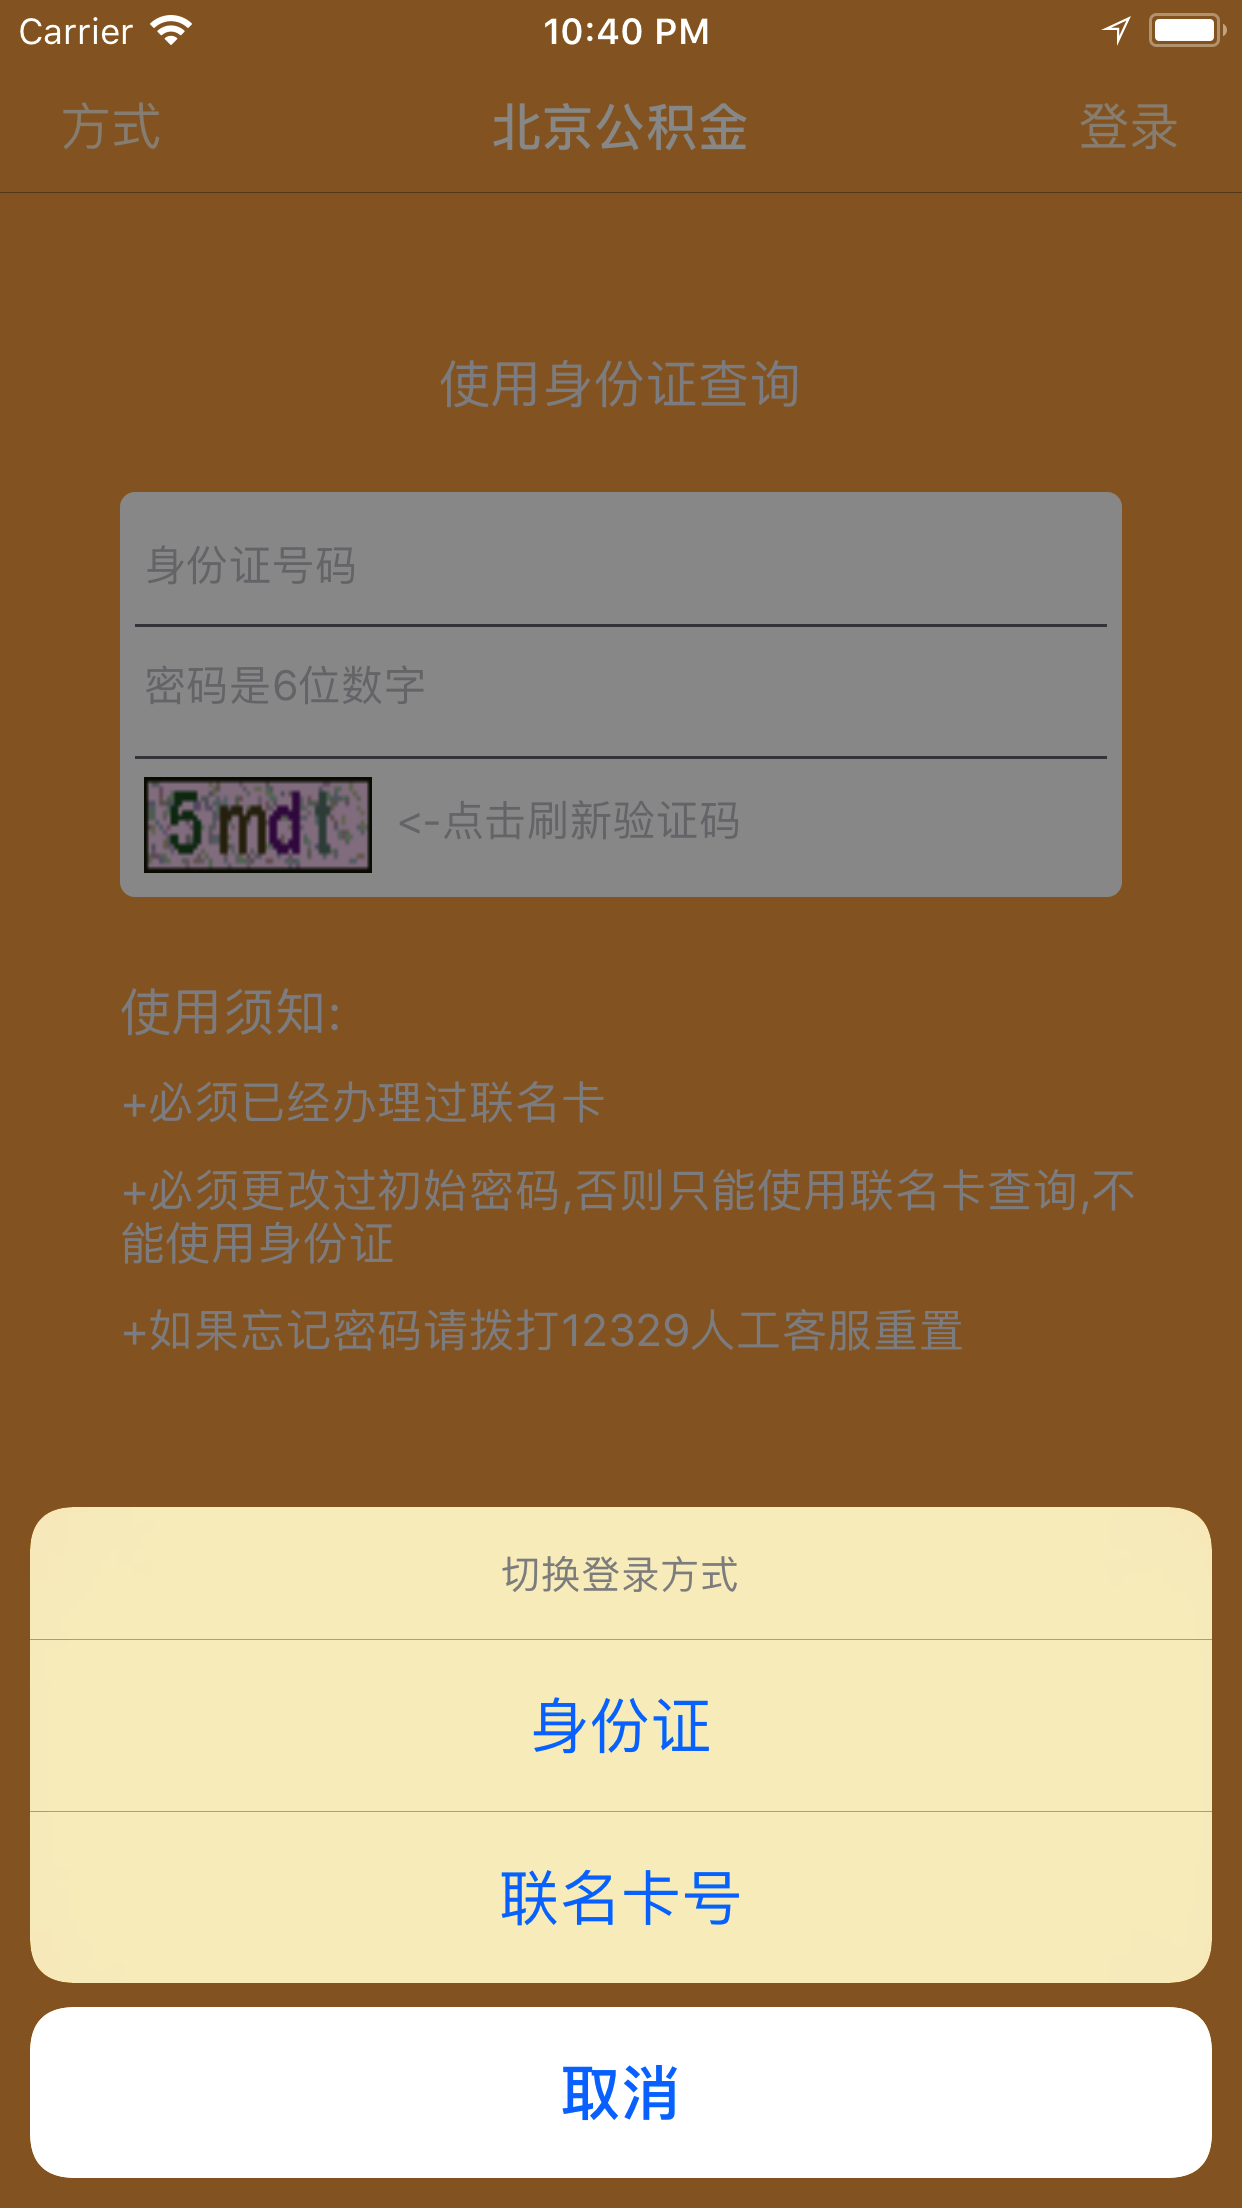 Carrier 10:40 PM
方式 北京公积金 登录
使用身份证查询
身份证号码
密码是6位数字
5mdt <-点击刷新验证码
使用须知:
+必须已经办理过联名卡
+必须更改过初始密码,否则只能使用联名卡查询,不
能使用身份证
+如果忘记密码请拨打12329人工客服重置
切换登录方式
身份证
联名卡号
取消